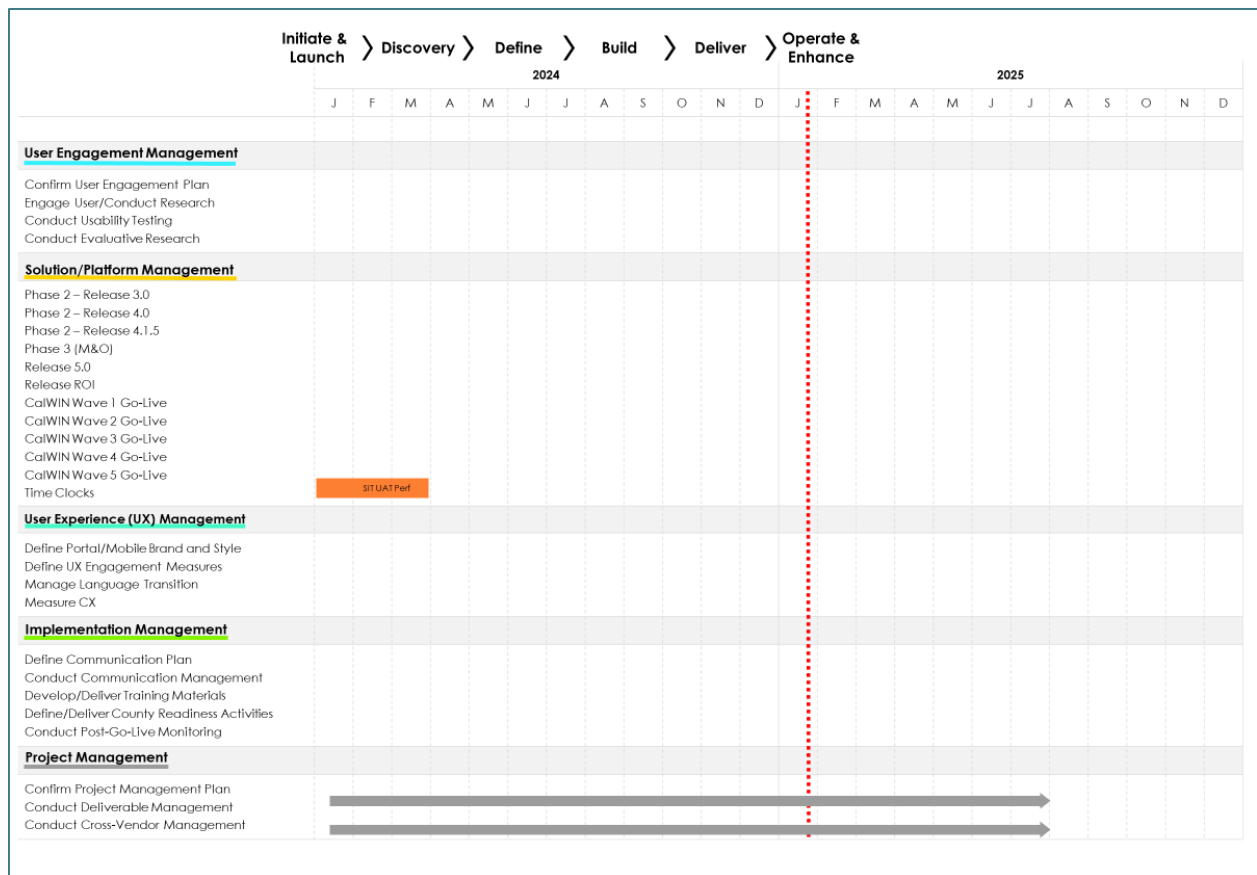 Initiate & Launch > Discovery > Define > Build > Deliver > Operate & Enhance
2024 2025
J F M A M J J A S O N D J F M A M J J A S O N D
User Engagement Management
Confirm User Engagement Plan
Engage User/Conduct Research
Conduct Usability Testing
Conduct Evaluative Research
Solution/Platform Management
Phase 2 – Release 3.0
Phase 2 – Release 4.0
Phase 2 – Release 4.1.5
Phase 3 (M&O)
Release 5.0
Release ROI
CalWIN Wave 1 Go-Live
CalWIN Wave 2 Go-Live
CalWIN Wave 3 Go-Live
CalWIN Wave 4 Go-Live
CalWIN Wave 5 Go-Live
Time Clocks SIT UAT Perf
User Experience (UX) Management
Define Portal/Mobile Brand and Style
Define UX Engagement Measures
Manage Language Transition
Measure CX
Implementation Management
Define Communication Plan
Conduct Communication Management
Develop/Deliver Training Materials
Define/Deliver County Readiness Activities
Conduct Post-Go-Live Monitoring
Project Management
Confirm Project Management Plan
Conduct Deliverable Management
Conduct Cross-Vendor Management